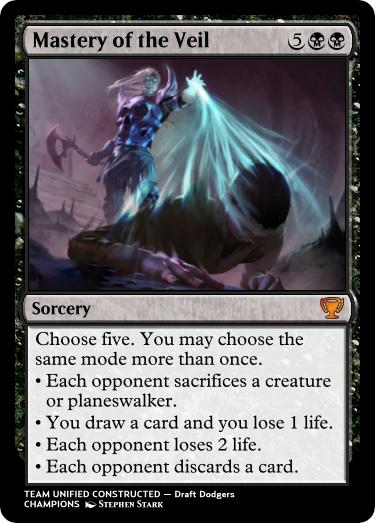 Mastery of the Veil 5
Sorcery
Choose five. You may choose the
same mode more than once.
• Each opponent sacrifices a creature
or planeswalker.
• You draw a card and you lose 1 life.
• Each opponent loses 2 life.
• Each opponent discards a card.
TEAM UNIFIED CONSTRUCTED — Draft Dodgers
CHAMPIONS Stephen Stark